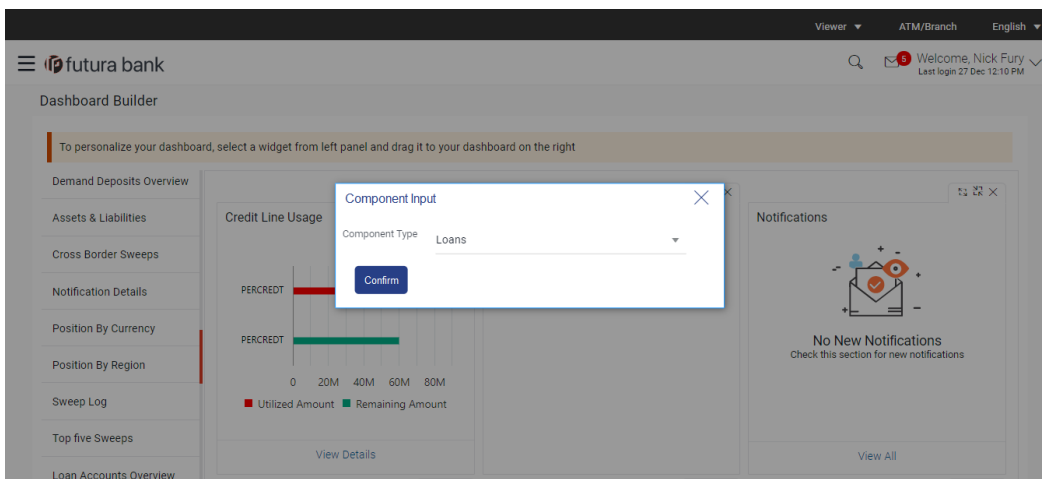 Viewer ATM/Branch English
futura bank
5
Welcome, Nick Fury
Last login 27 Dec 12:10 PM
Dashboard Builder
To personalize your dashboard, select a widget from left panel and drag it to your dashboard on the right
Demand Deposits Overview
Assets & Liabilities
Cross Border Sweeps
Notification Details
Position By Currency
Position By Region
Sweep Log
Top five Sweeps
Loan Accounts Overview
Credit Line Usage
PERCREDT
PERCREDT
0 20M 40M 60M 80M
Utilized Amount Remaining Amount
View Details
Component Input
Component Type Loans
Confirm
Notifications
No New Notifications
Check this section for new notifications
View All